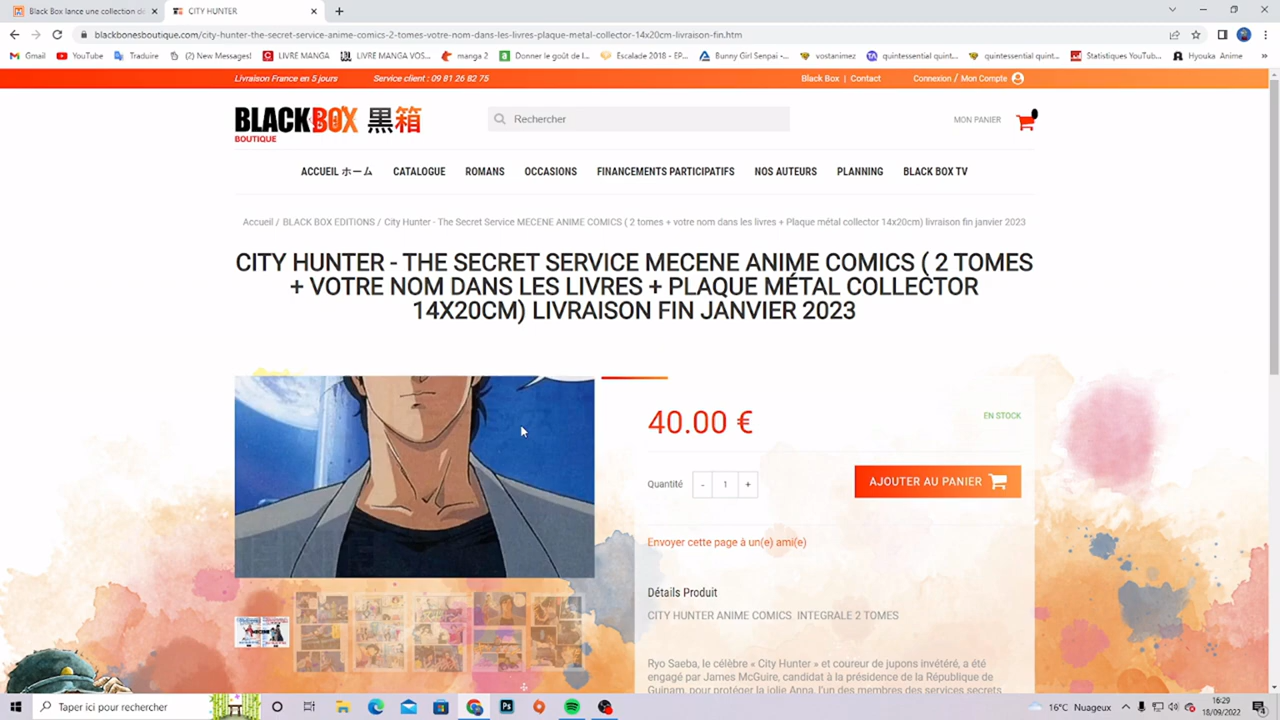 Black Box lance une collection d
CITY HUNTER
blackbonesboutique.com/city-hunter-the-secret-service-anime-comics-2-tomes-votre-nom-dans-les-livres-plaque-metal-collector-14x20cm-livraison-fin.htm
Gmail
YouTube
Traduire
(2) New Messages!
LIVRE MANGA
LIVRE MANGA VOS...
manga 2
Donner le goût de l...
Escalade 2018 - EP...
Bunny Girl Senpai -...
vostanimez
quintessential quint...
quintessential quint...
Statistiques YouTub...
Hyouka Anime
Livraison France en 5 jours
Service client : 09 81 26 82 75
Black Box | Contact
Connexion / Mon Compte
BLACKBOX 黒箱
BOUTIQUE
Rechercher
MON PANIER
ACCUEIL ホーム
CATALOGUE
ROMANS
OCCASIONS
FINANCEMENTS PARTICIPATIFS
NOS AUTEURS
PLANNING
BLACK BOX TV
Accueil / BLACK BOX EDITIONS / City Hunter - The Secret Service MECENE ANIME COMICS ( 2 tomes + votre nom dans les livres + Plaque métal collector 14x20cm) livraison fin janvier 2023
CITY HUNTER - THE SECRET SERVICE MECENE ANIME COMICS ( 2 TOMES
+ VOTRE NOM DANS LES LIVRES + PLAQUE MÉTAL COLLECTOR
14X20CM) LIVRAISON FIN JANVIER 2023
40.00 €
EN STOCK
Quantité
- 1 +
AJOUTER AU PANIER
Envoyer cette page à un(e) ami(e)
Détails Produit
CITY HUNTER ANIME COMICS INTEGRALE 2 TOMES
Ryo Saeba, le célèbre « City Hunter » et coureur de jupons invétéré, a été
engagé par James McGuire, candidat à la présidence de la République de
Guinam, pour protéger la jolie Anna, l'un des membres des services secrets
Taper ici pour rechercher
16°C Nuageux
16:29
18/09/2022